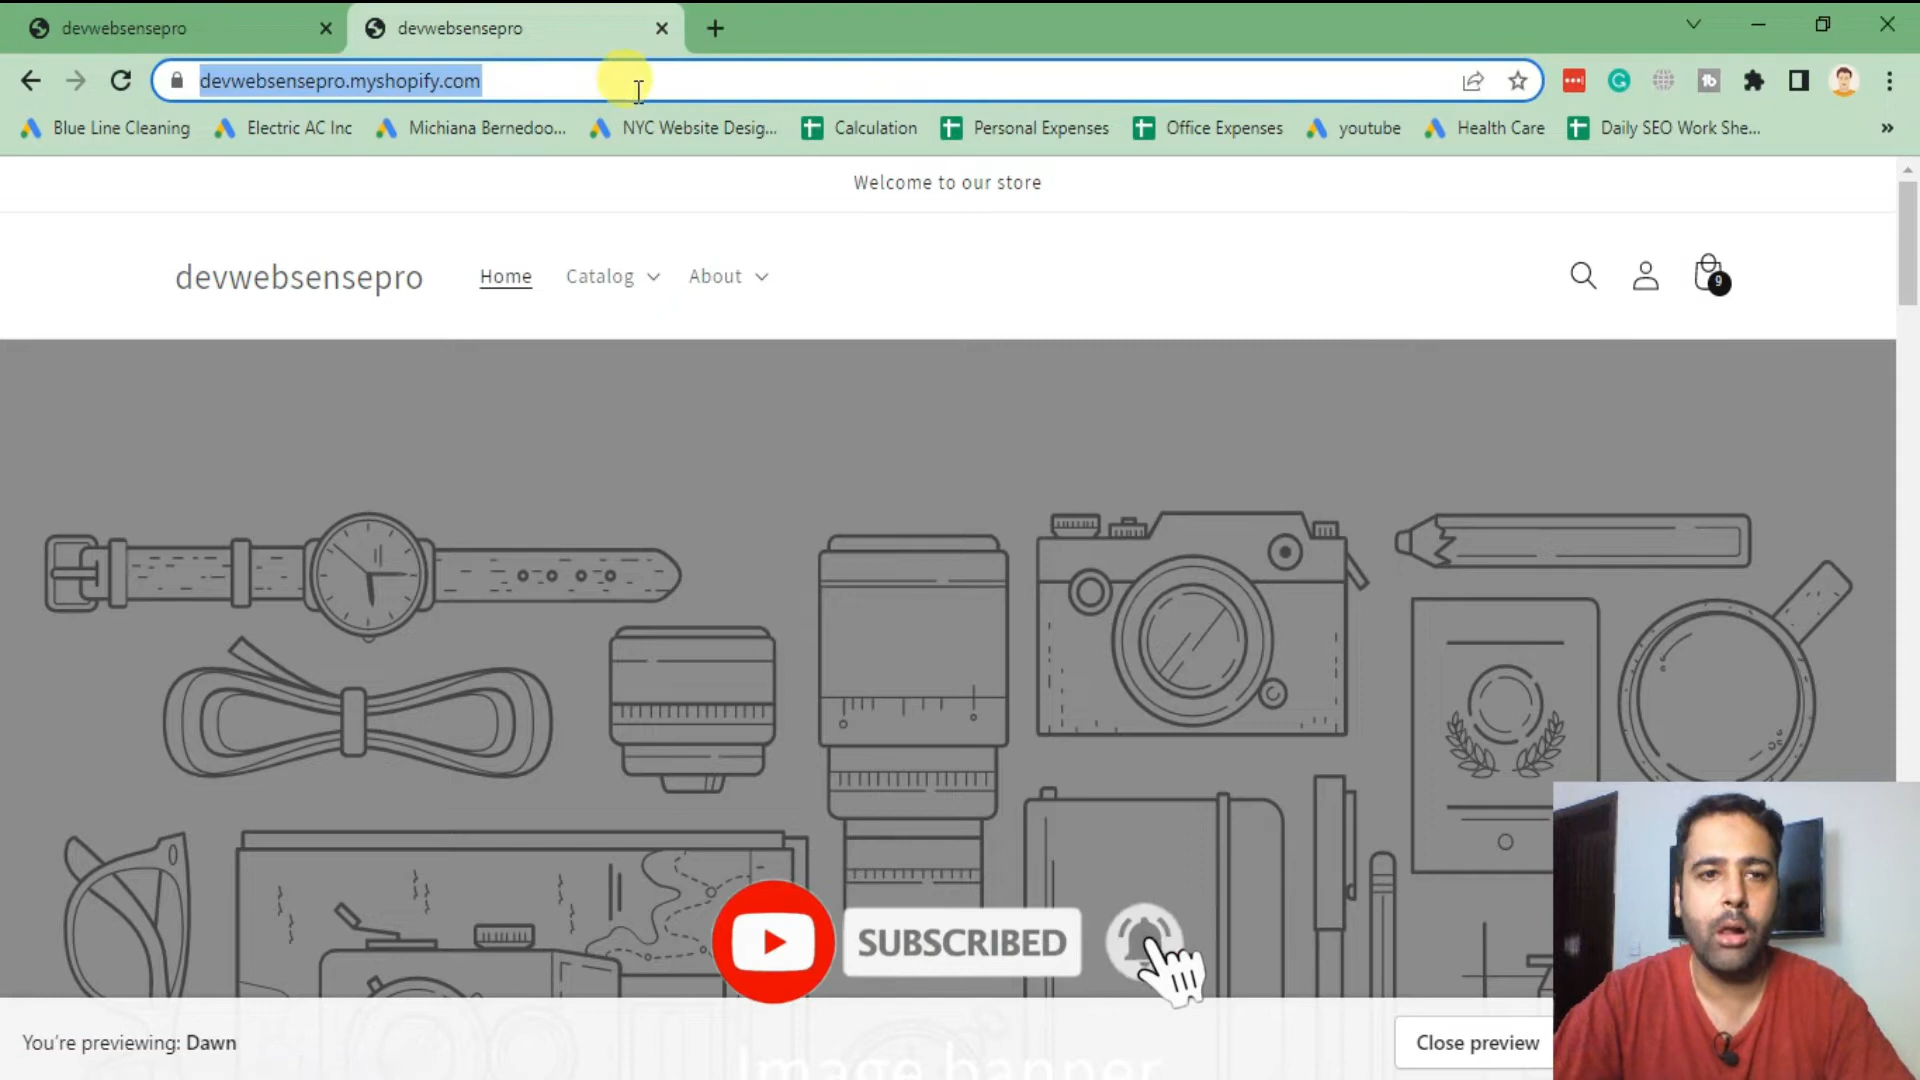 devwebsensepro
devwebsensepro
devwebsensepro.myshopify.com
Blue Line Cleaning
Electric AC Inc
Michiana Bernedoo...
NYC Website Desig...
Calculation
Personal Expenses
Office Expenses
youtube
Health Care
Daily SEO Work She...
Welcome to our store
devwebsensepro
Home
Catalog
About
9
SUBSCRIBED
You're previewing: Dawn
Close preview
Image banner